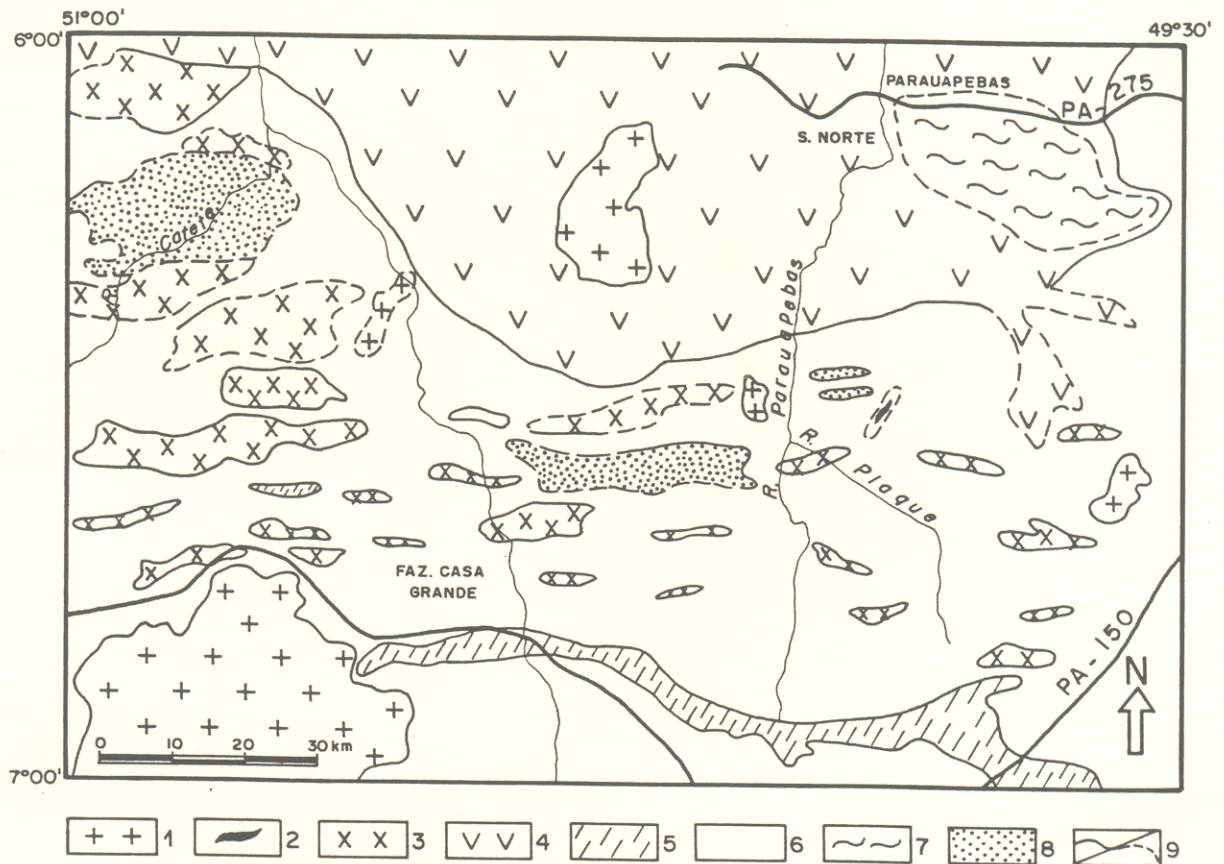 51°00'
49°30'
6°00'
PARAUAPEBAS
PA-275
S. NORTE
R. Cateté
R. Parauapebas
R. Plaque
FAZ. CASA
GRANDE
PA-150
N
0 10 20 30 km
7°00'
1 2 3 4 5 6 7 8 9